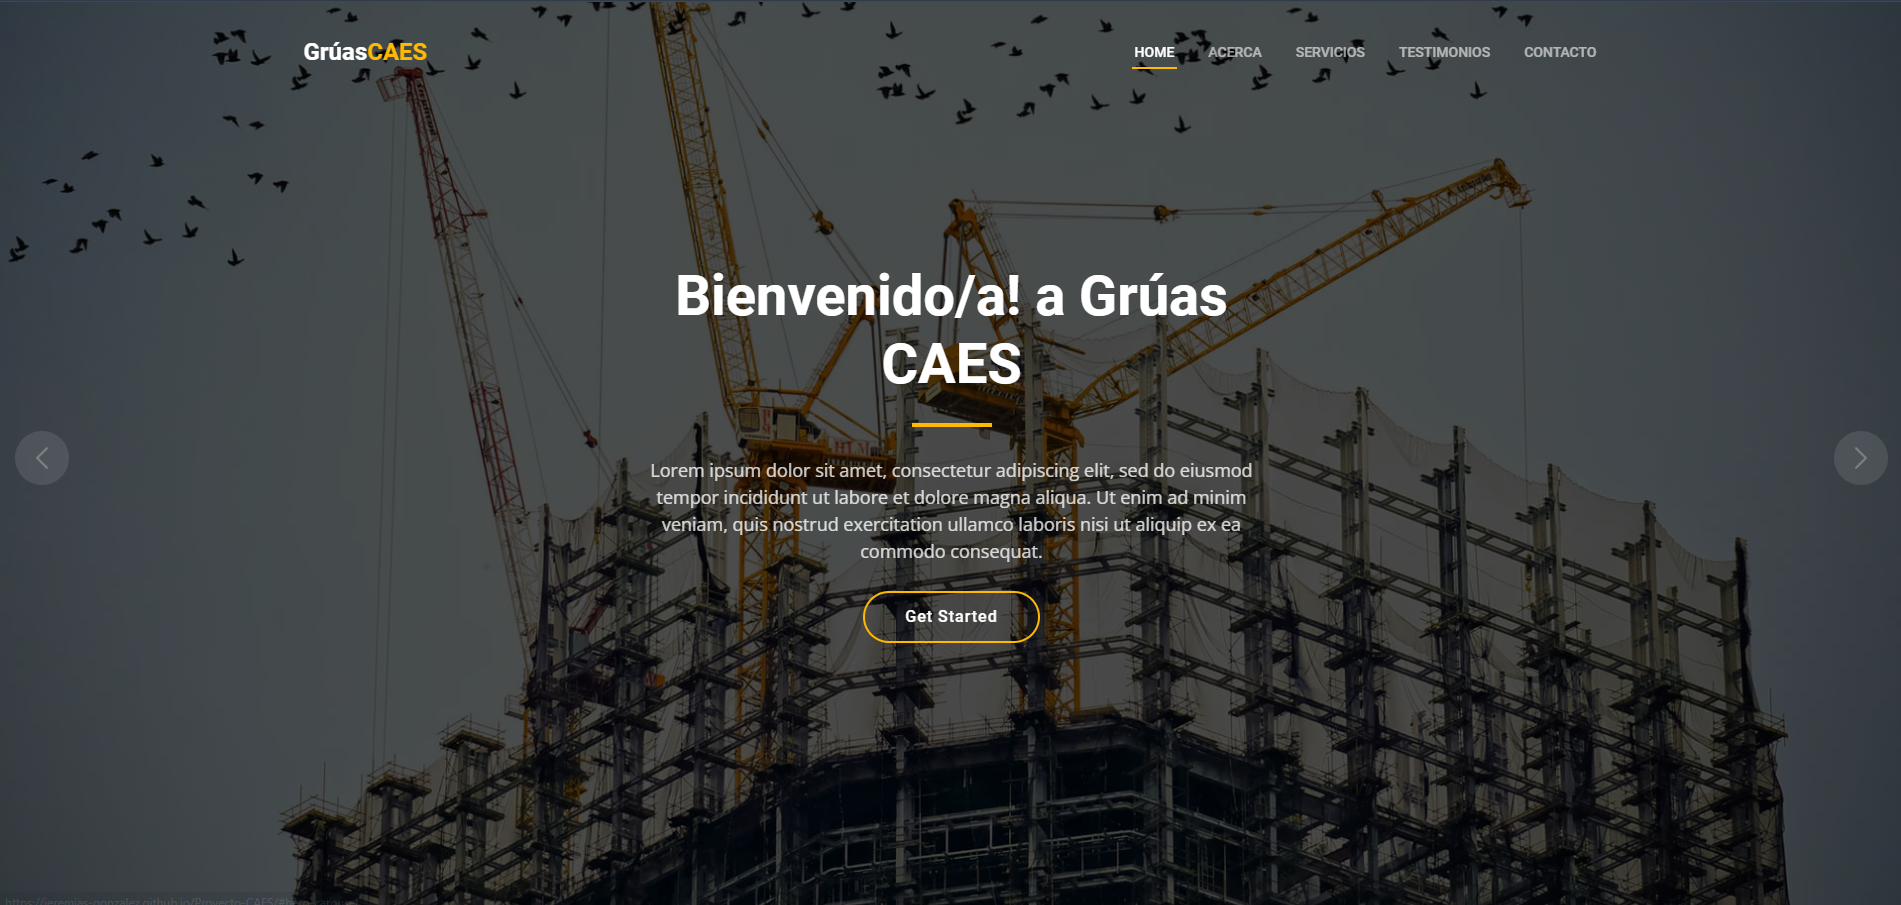 GrúasCAES
HOME ACERCA SERVICIOS TESTIMONIOS CONTACTO
Bienvenido/a! a Grúas
CAES
Lorem ipsum dolor sit amet, consectetur adipiscing elit, sed do eiusmod
tempor incididunt ut labore et dolore magna aliqua. Ut enim ad minim
veniam, quis nostrud exercitation ullamco laboris nisi ut aliquip ex ea
commodo consequat.
Get Started